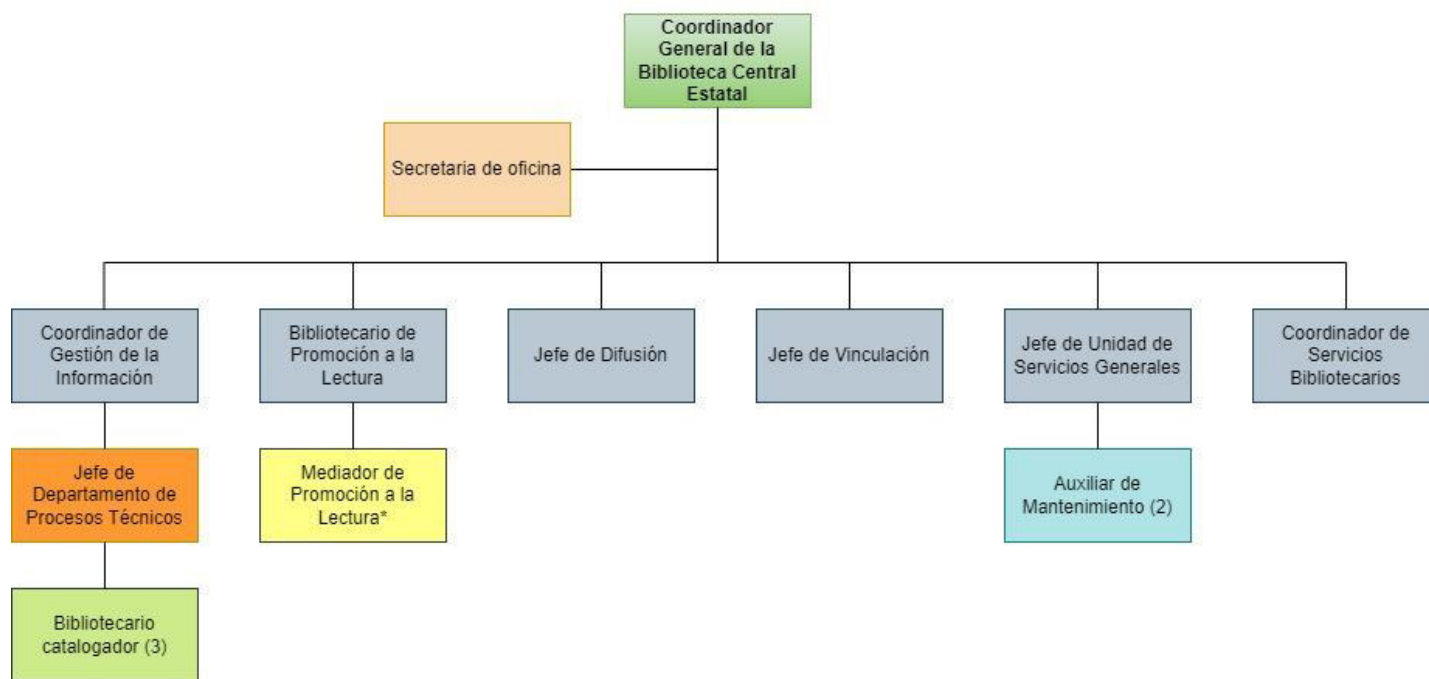 Coordinador
General de la
Biblioteca Central
Estatal
Secretaria de oficina
Coordinador de
Gestión de la
Información
Bibliotecario de
Promoción a la
Lectura
Jefe de Difusión
Jefe de Vinculación
Jefe de Unidad de
Servicios Generales
Coordinador de
Servicios
Bibliotecarios
Jefe de
Departamento de
Procesos Técnicos
Mediador de
Promoción a la
Lectura*
Auxiliar de
Mantenimiento (2)
Bibliotecario
catalogador (3)